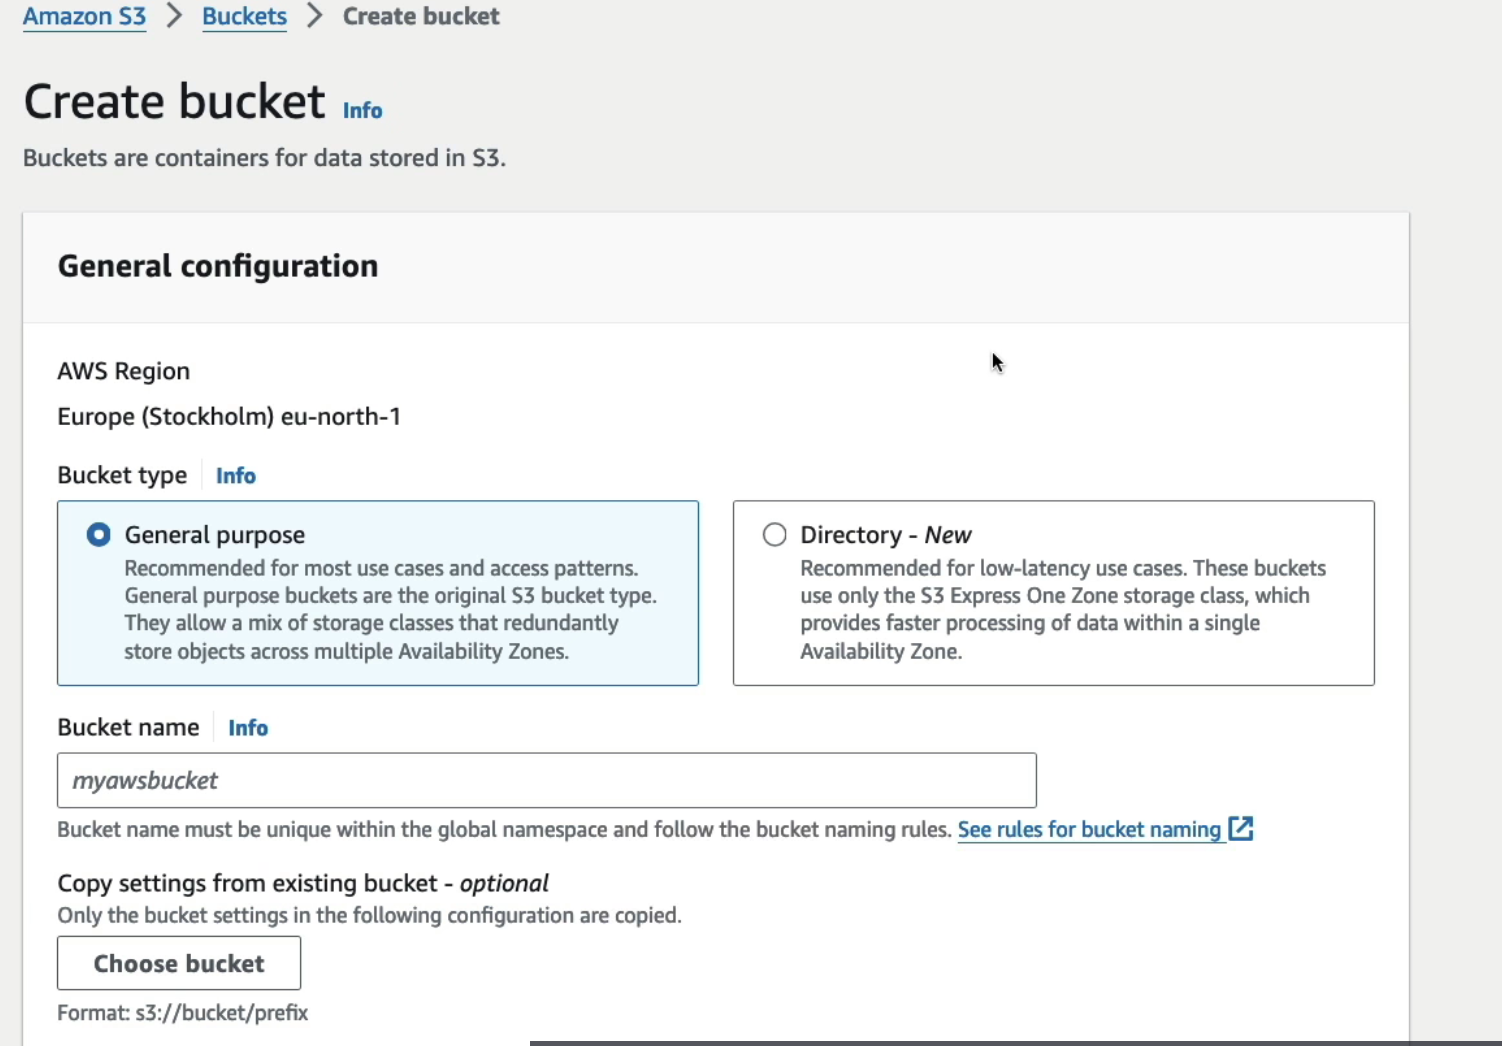 Amazon S3 > Buckets > Create bucket
Create bucket Info
Buckets are containers for data stored in S3.
General configuration
AWS Region
Europe (Stockholm) eu-north-1
Bucket type Info
General purpose
Recommended for most use cases and access patterns.
General purpose buckets are the original S3 bucket type.
They allow a mix of storage classes that redundantly
store objects across multiple Availability Zones.
Directory - New
Recommended for low-latency use cases. These buckets
use only the S3 Express One Zone storage class, which
provides faster processing of data within a single
Availability Zone.
Bucket name Info
myawsbucket
Bucket name must be unique within the global namespace and follow the bucket naming rules. See rules for bucket naming
Copy settings from existing bucket - optional
Only the bucket settings in the following configuration are copied.
Choose bucket
Format: s3://bucket/prefix